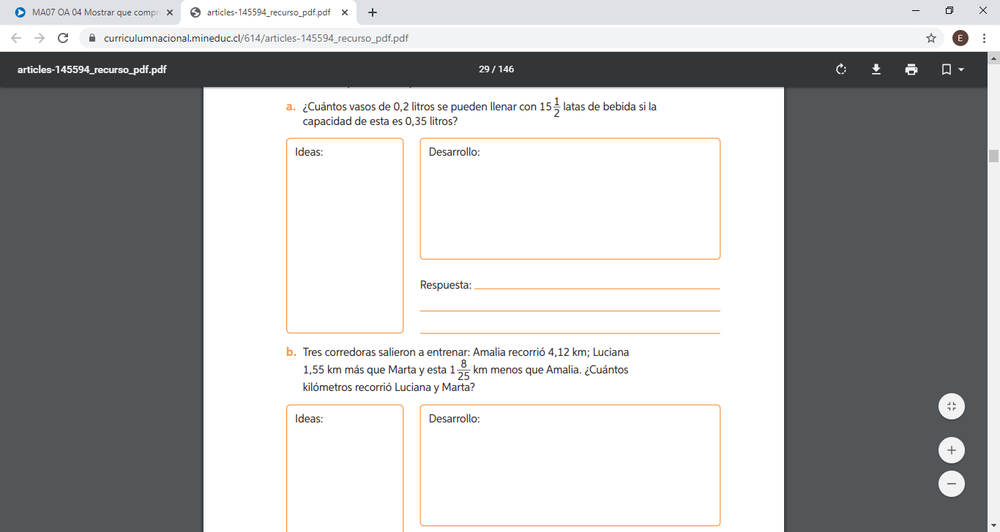 MA07 OA 04 Mostrar que compr
articles-145594_recurso_pdf.pdf
curriculumnacional.mineduc.cl/614/articles-145594_recurso_pdf.pdf
E
articles-145594_recurso_pdf.pdf
29 / 146
a. ¿Cuántos vasos de 0,2 litros se pueden llenar con 15 1/2 latas de bebida si la
capacidad de esta es 0,35 litros?
Ideas:
Desarrollo:
Respuesta:
b. Tres corredoras salieron a entrenar: Amalia recorrió 4,12 km; Luciana
1,55 km más que Marta y esta 1 8/25 km menos que Amalia. ¿Cuántos
kilómetros recorrió Luciana y Marta?
Ideas:
Desarrollo: